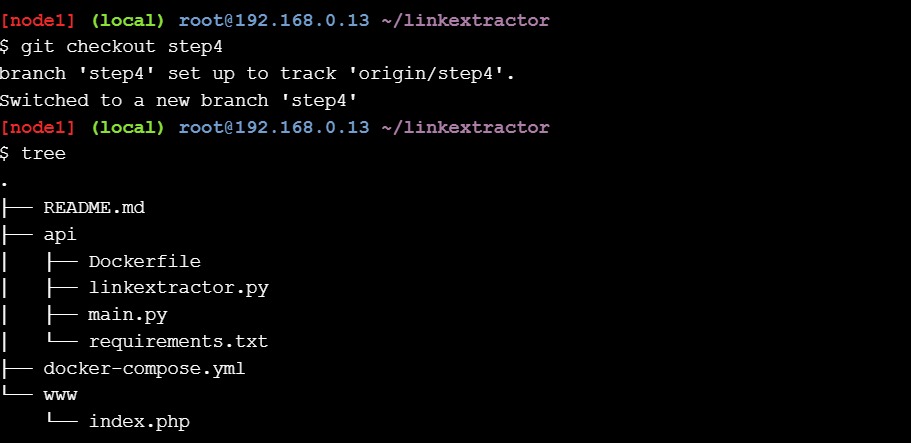 [node1] (local) root@192.168.0.13 ~/linkextractor
$ git checkout step4
branch 'step4' set up to track 'origin/step4'.
Switched to a new branch 'step4'
[node1] (local) root@192.168.0.13 ~/linkextractor
$ tree
.
├── README.md
├── api
│   ├── Dockerfile
│   ├── linkextractor.py
│   ├── main.py
│   └── requirements.txt
├── docker-compose.yml
└── www
    └── index.php